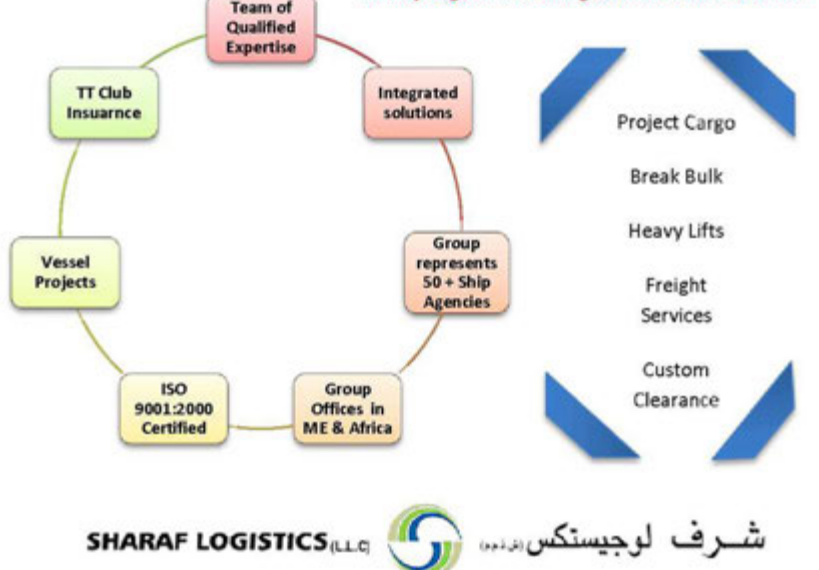 Team of
Qualified
Expertise
TT Club
Insuarnce
Integrated
solutions
Vessel
Projects
Group
represents
50 + Ship
Agencies
ISO
9001:2000
Certified
Group
Offices in
ME & Africa
Project Cargo
Break Bulk
Heavy Lifts
Freight
Services
Custom
Clearance
SHARAF LOGISTICS (L.L.C)
شرف لوجيستكس (ش.ذ.م.م)